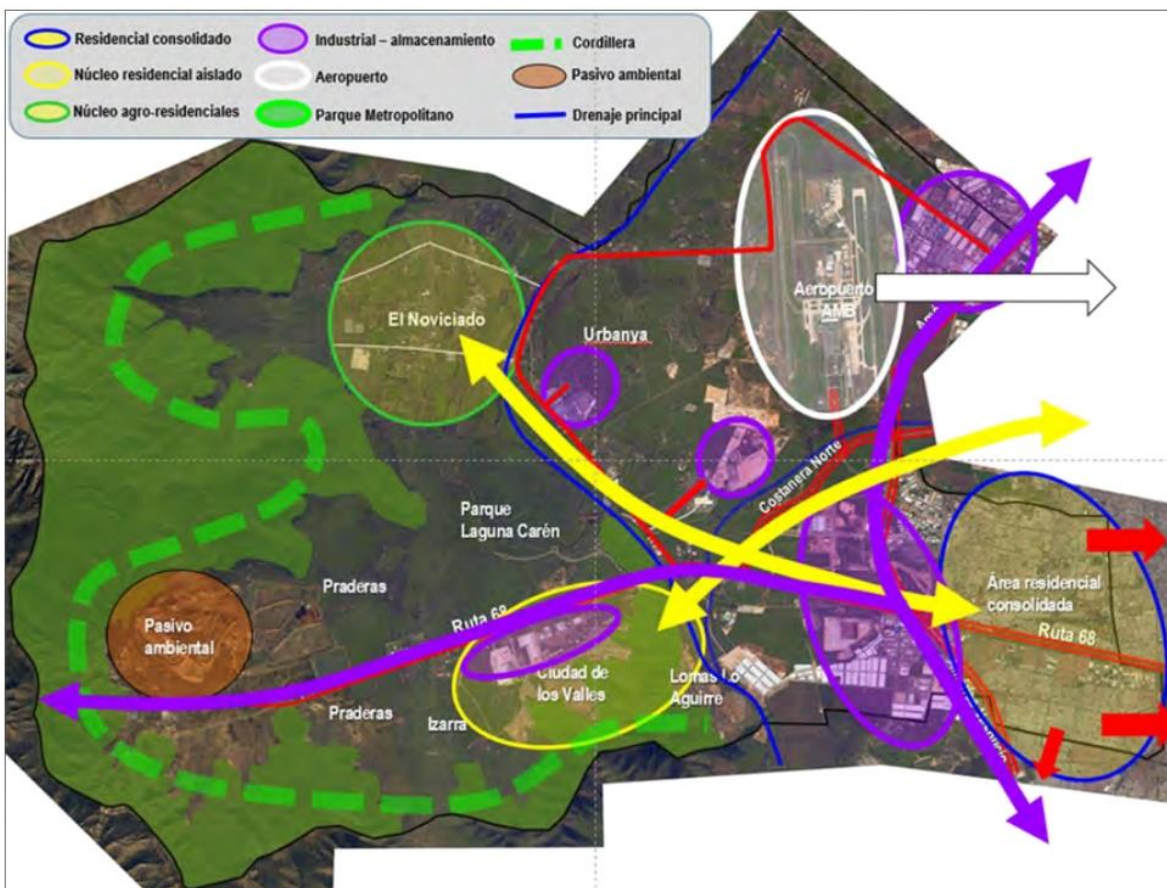 Residencial consolidado
Industrial – almacenamiento
Cordillera
Núcleo residencial aislado
Aeropuerto
Pasivo ambiental
Núcleo agro-residenciales
Parque Metropolitano
Drenaje principal
El Noviciado
Urbanya
Aeropuerto
AMB
Costanera Norte
Parque
Laguna Carén
Praderas
Ruta 68
Pasivo
ambiental
Área residencial
consolidada
Ruta 68
Ciudad de
los Valles
Lomas Lo
Aguirre
Praderas
Izarra